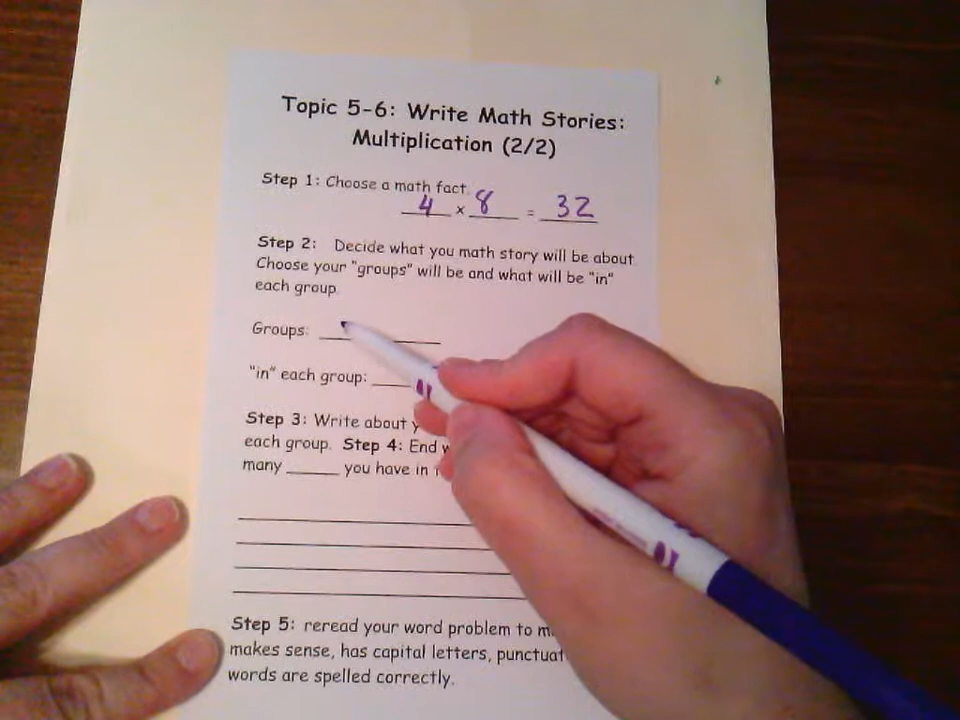 Topic 5-6: Write Math Stories:
Multiplication (2/2)
Step 1: Choose a math fact.
4 x 8 = 32
Step 2: Decide what you math story will be about.
Choose your "groups" will be and what will be "in"
each group.
Groups:
"in" each group:
Step 3: Write about
each group. Step 4: End
many ______ you have in
Step 5: reread your word problem to
makes sense, has capital letters,
words are spelled correctly.